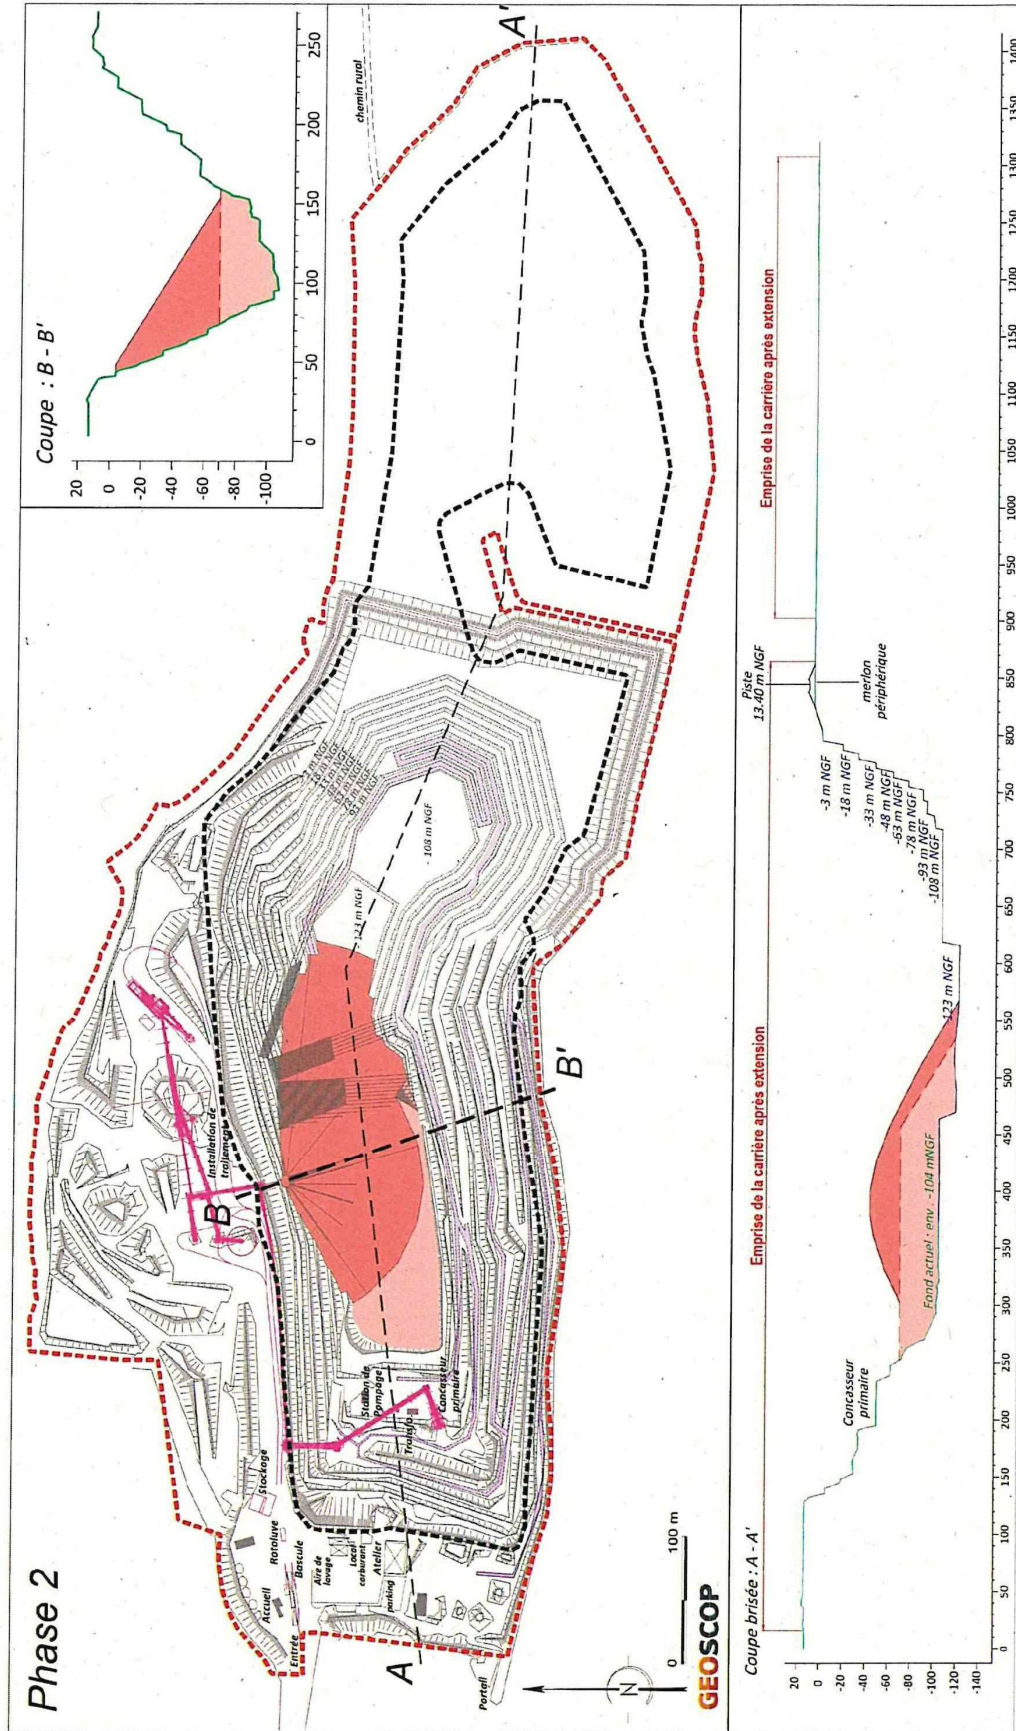 Phase 2
Coupe : B - B'
20
0
-20
-40
-60
-80
-100
0
50
100
150
200
250
chemin rural
A'
Installation de
traitement
B
B'
-108 m NGF
-123 m NGF
-93 m NGF
Station de
Pompage
Transfo
Concasseur
primaire
Stockage
Rotoluve
Bascule
Accueil
Entrée
Aire de
lavage
Local
carburant
Atelier
parking
A
Portail
N
0
100 m
GEOSCOP
Coupe brisée : A - A'
Emprise de la carrière après extension
Emprise de la carrière après extension
Piste
13.40 m NGF
merlon
périphérique
Concasseur
primaire
Fond actuel : env. -104 mNGF
-123 m NGF
-3 m NGF
-18 m NGF
-33 m NGF
-48 m NGF
-63 m NGF
-78 m NGF
-93 m NGF
-108 m NGF
20
0
-20
-40
-60
-80
-100
-120
-140
0
50
100
150
200
250
300
350
400
450
500
550
600
650
700
750
800
850
900
950
1000
1050
1100
1150
1200
1250
1300
1350
1400